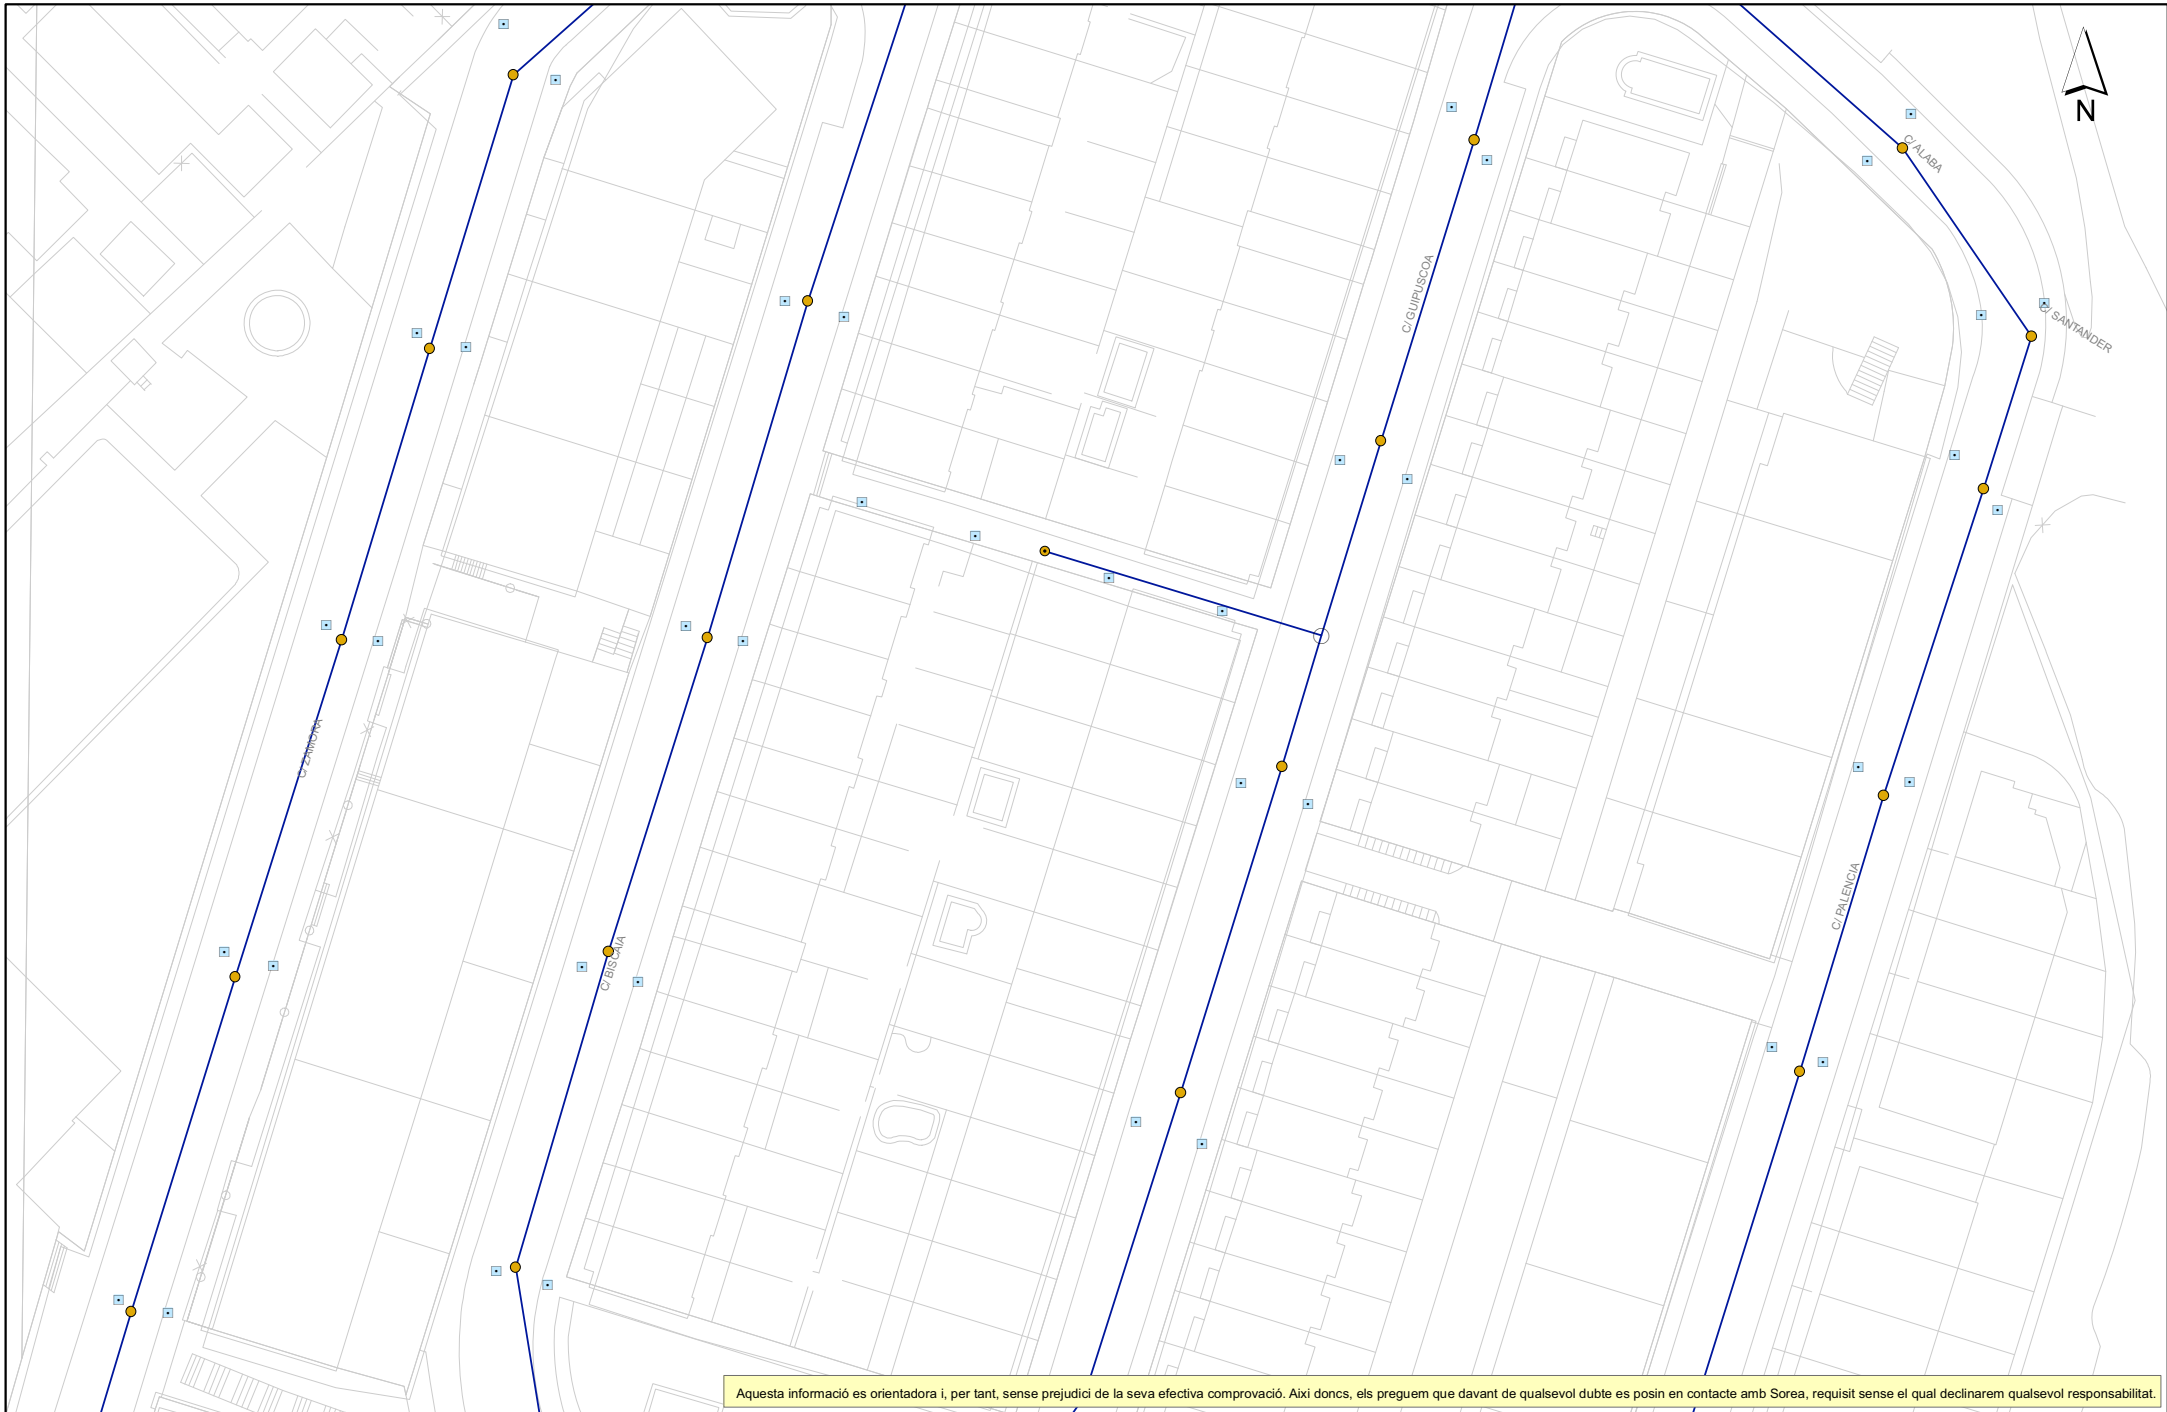 N
C/ ALABA
C/ SANTANDER
C/ GUIPUSCOA
C/ ZAMORA
C/ PALENCIA
C/ BISCAIA
Aquesta informació es orientadora i, per tant, sense prejudici de la seva efectiva comprovació. Aixi doncs, els preguem que davant de qualsevol dubte es posin en contacte amb Sorea, requisit sense el qual declinarem qualsevol responsabilitat.